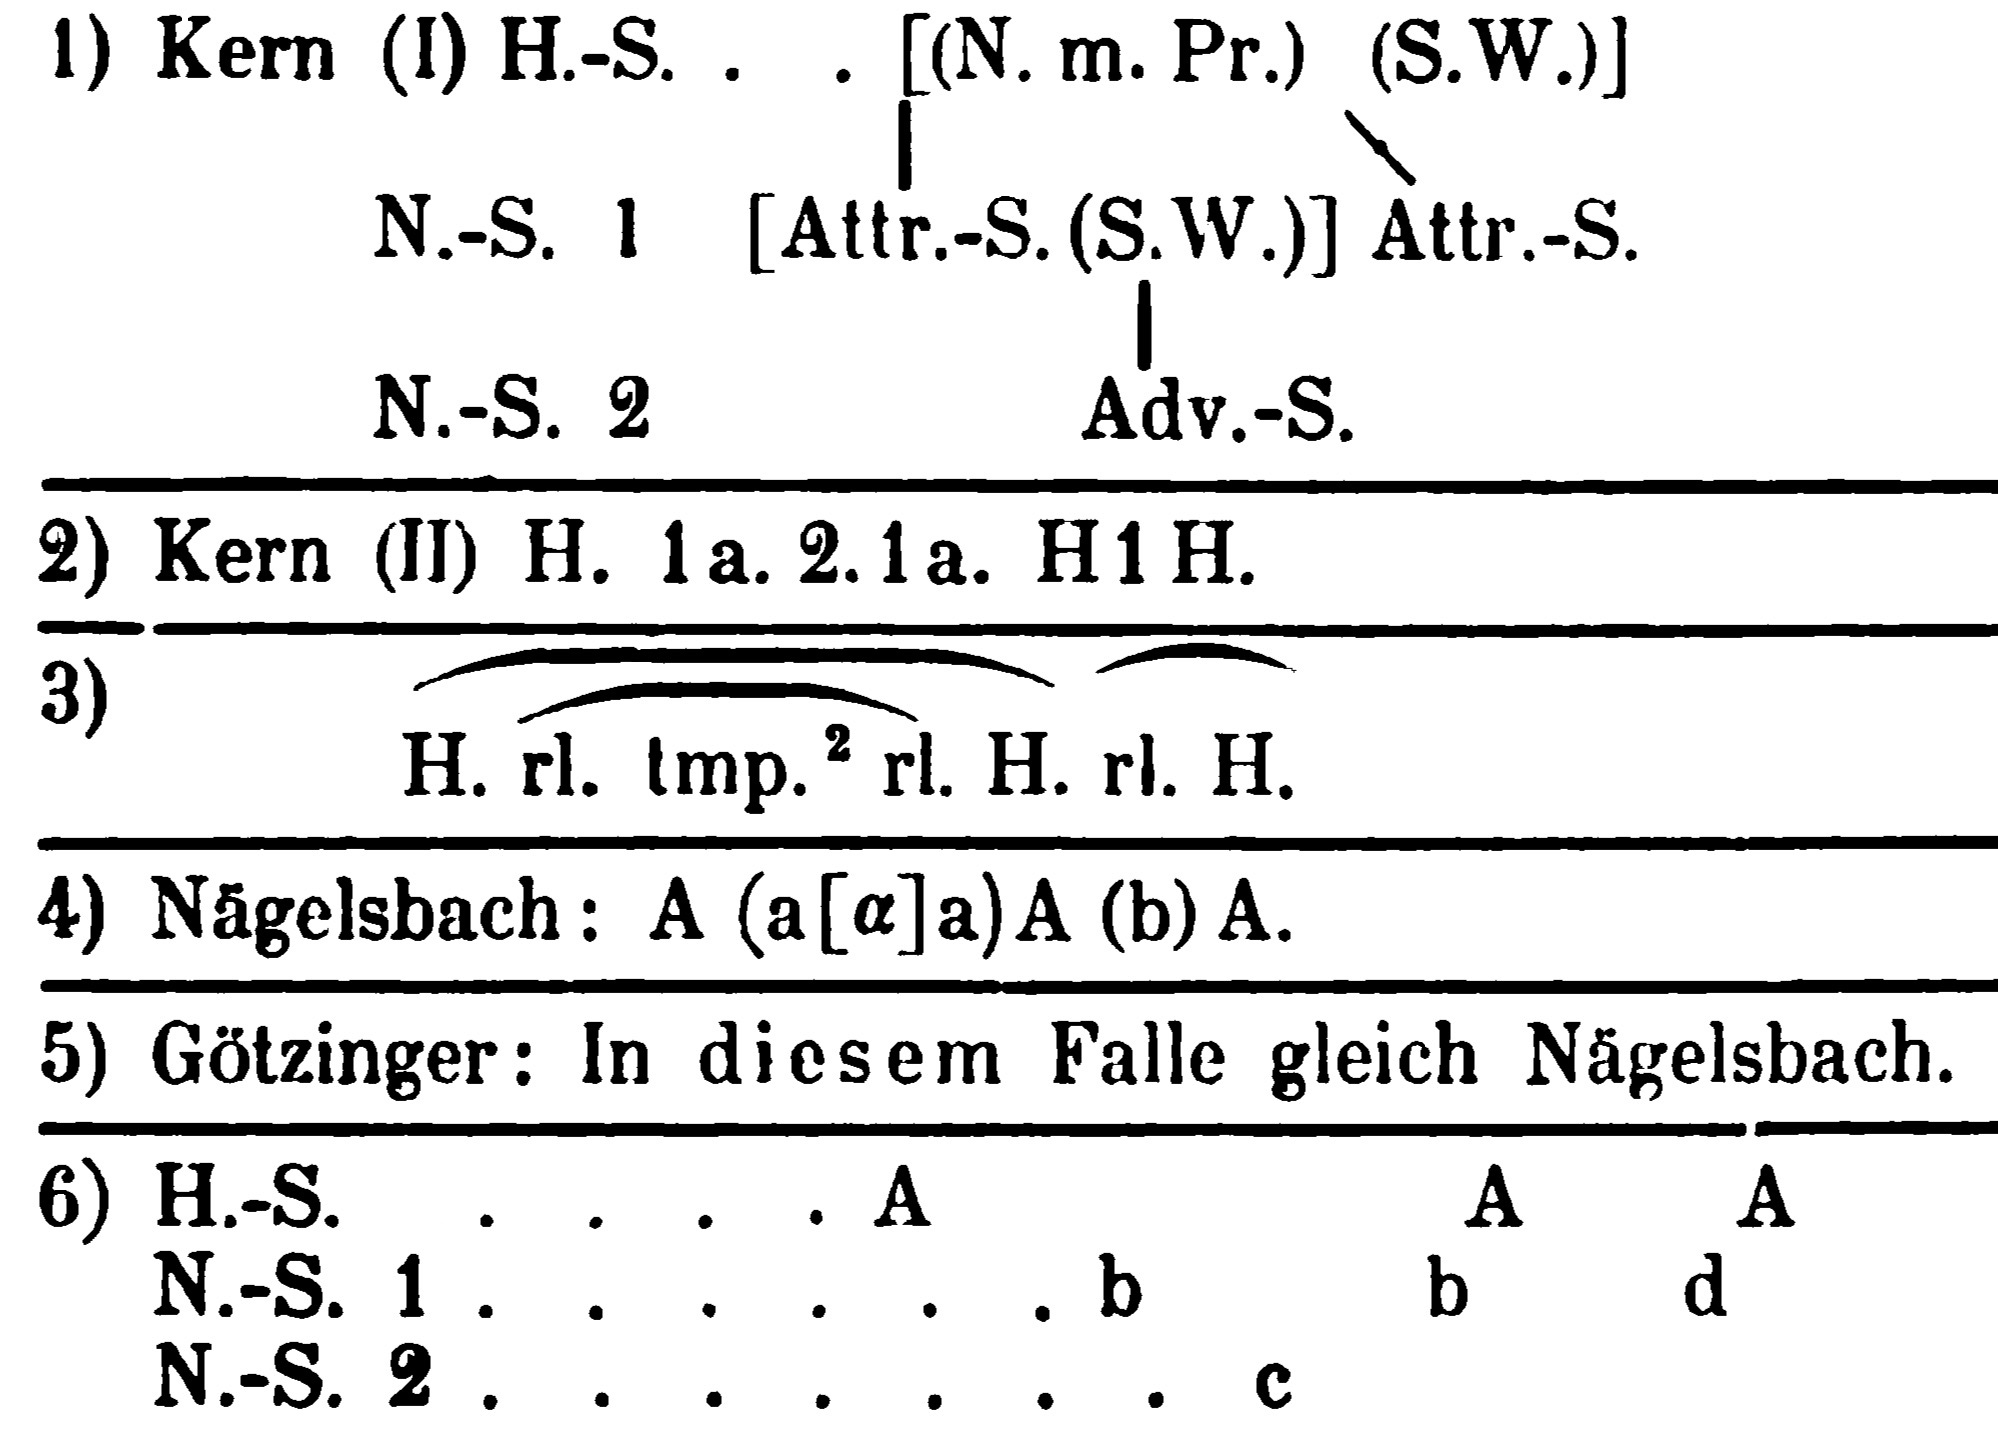 1) Kern (I) H.-S. . . [(N. m. Pr.) (S.W.)]
N.-S. 1 [Attr.-S.(S.W.)] Attr.-S.
N.-S. 2 Adv.-S.
2) Kern (II) H. 1a. 2. 1a. H 1 H.
3)
H. rl. tmp.² rl. H. rl. H.
4) Nägelsbach: A (a[α]a) A (b) A.
5) Götzinger: In diesem Falle gleich Nägelsbach.
6) H.-S. . . . . A A A
N.-S. 1 . . . . . . b b d
N.-S. 2 . . . . . . . c